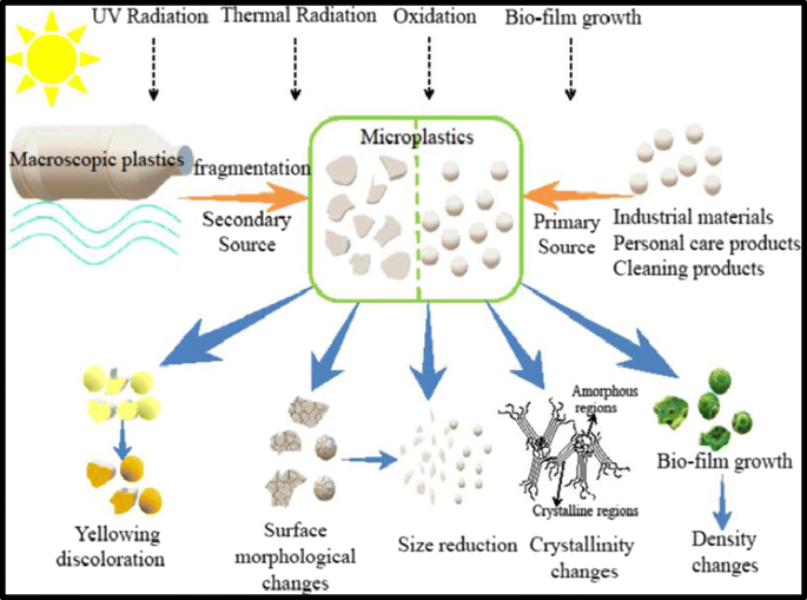 UV Radiation
Thermal Radiation
Oxidation
Bio-film growth
Microplastics
Macroscopic plastics
fragmentation
Secondary
Source
Primary
Source
Industrial materials
Personal care products
Cleaning products
Yellowing
discoloration
Surface
morphological
changes
Size reduction
Amorphous
regions
Crystalline regions
Crystallinity
changes
Bio-film growth
Density
changes